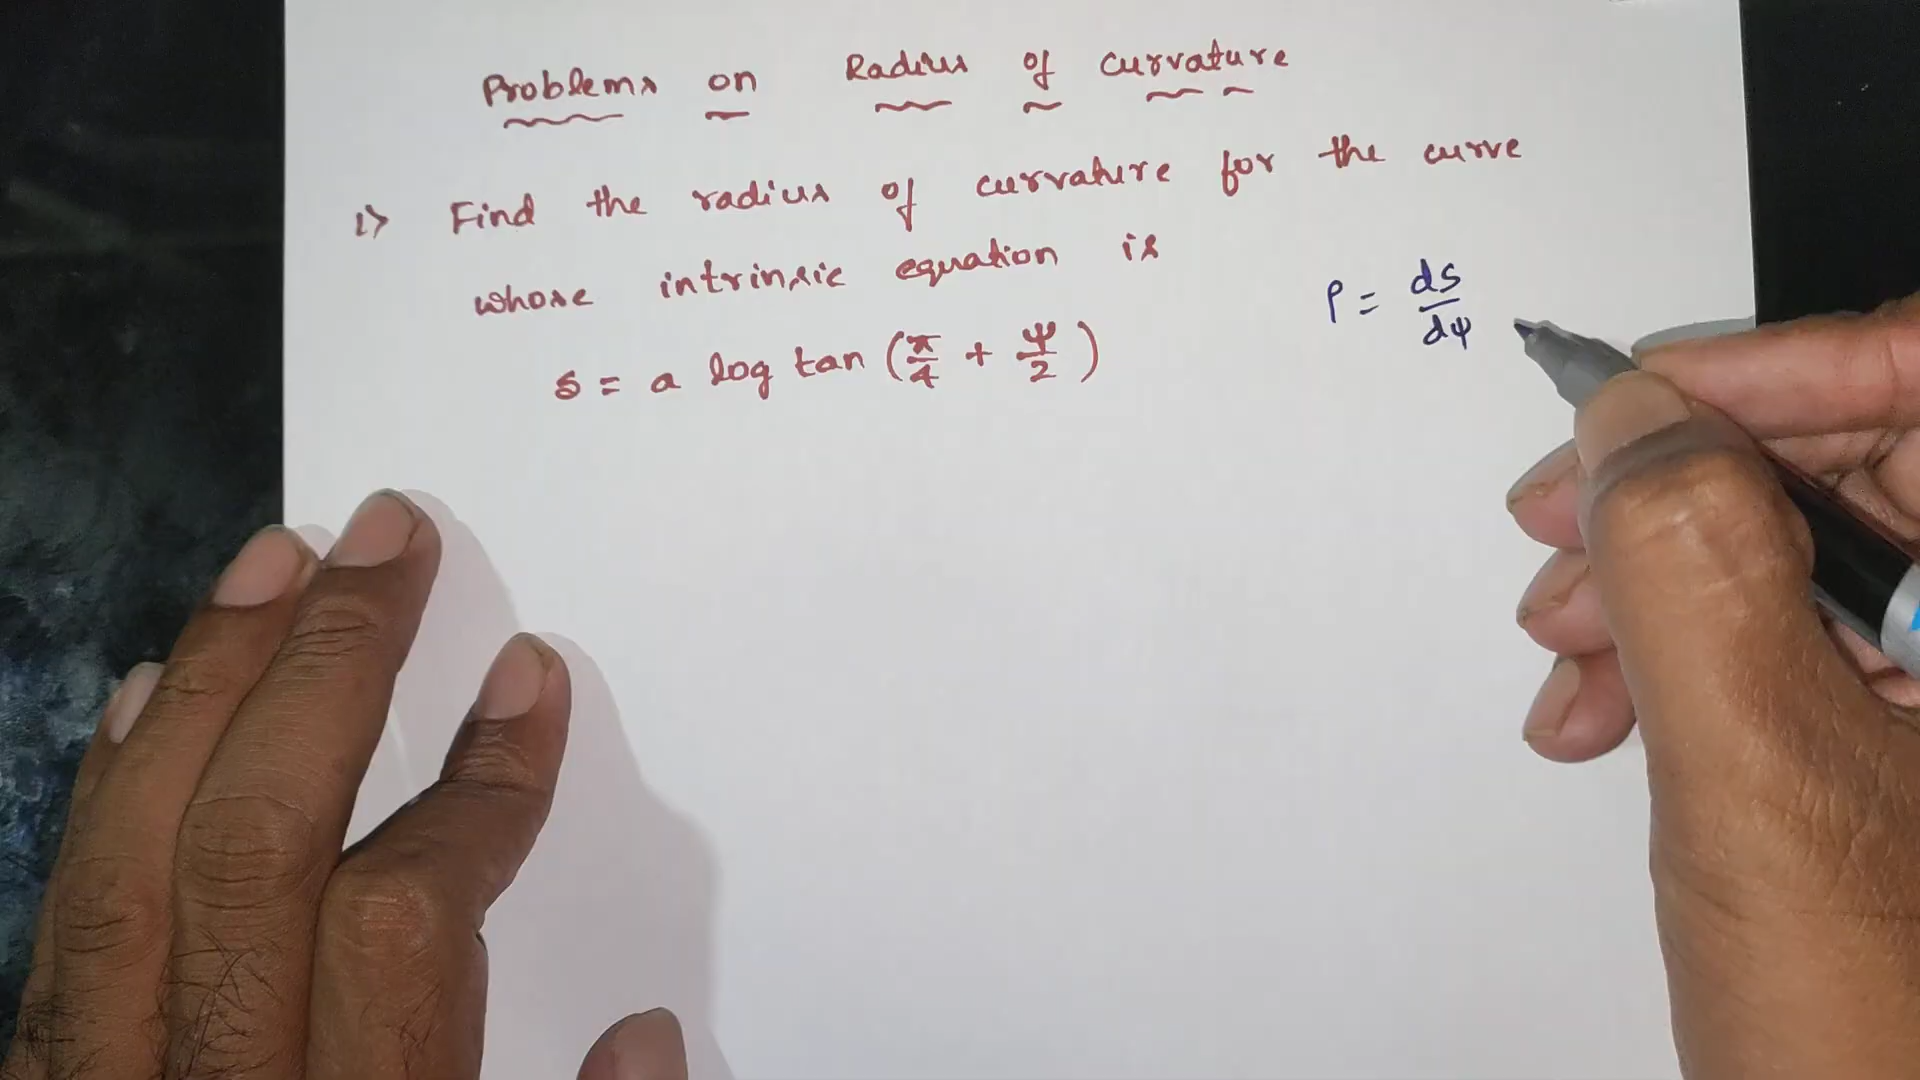 Problems on Radius of curvature
1) Find the radius of curvature for the curve
whose intrinsic equation is
s = a log tan (π/4 + ψ/2)
ρ = ds/dψ